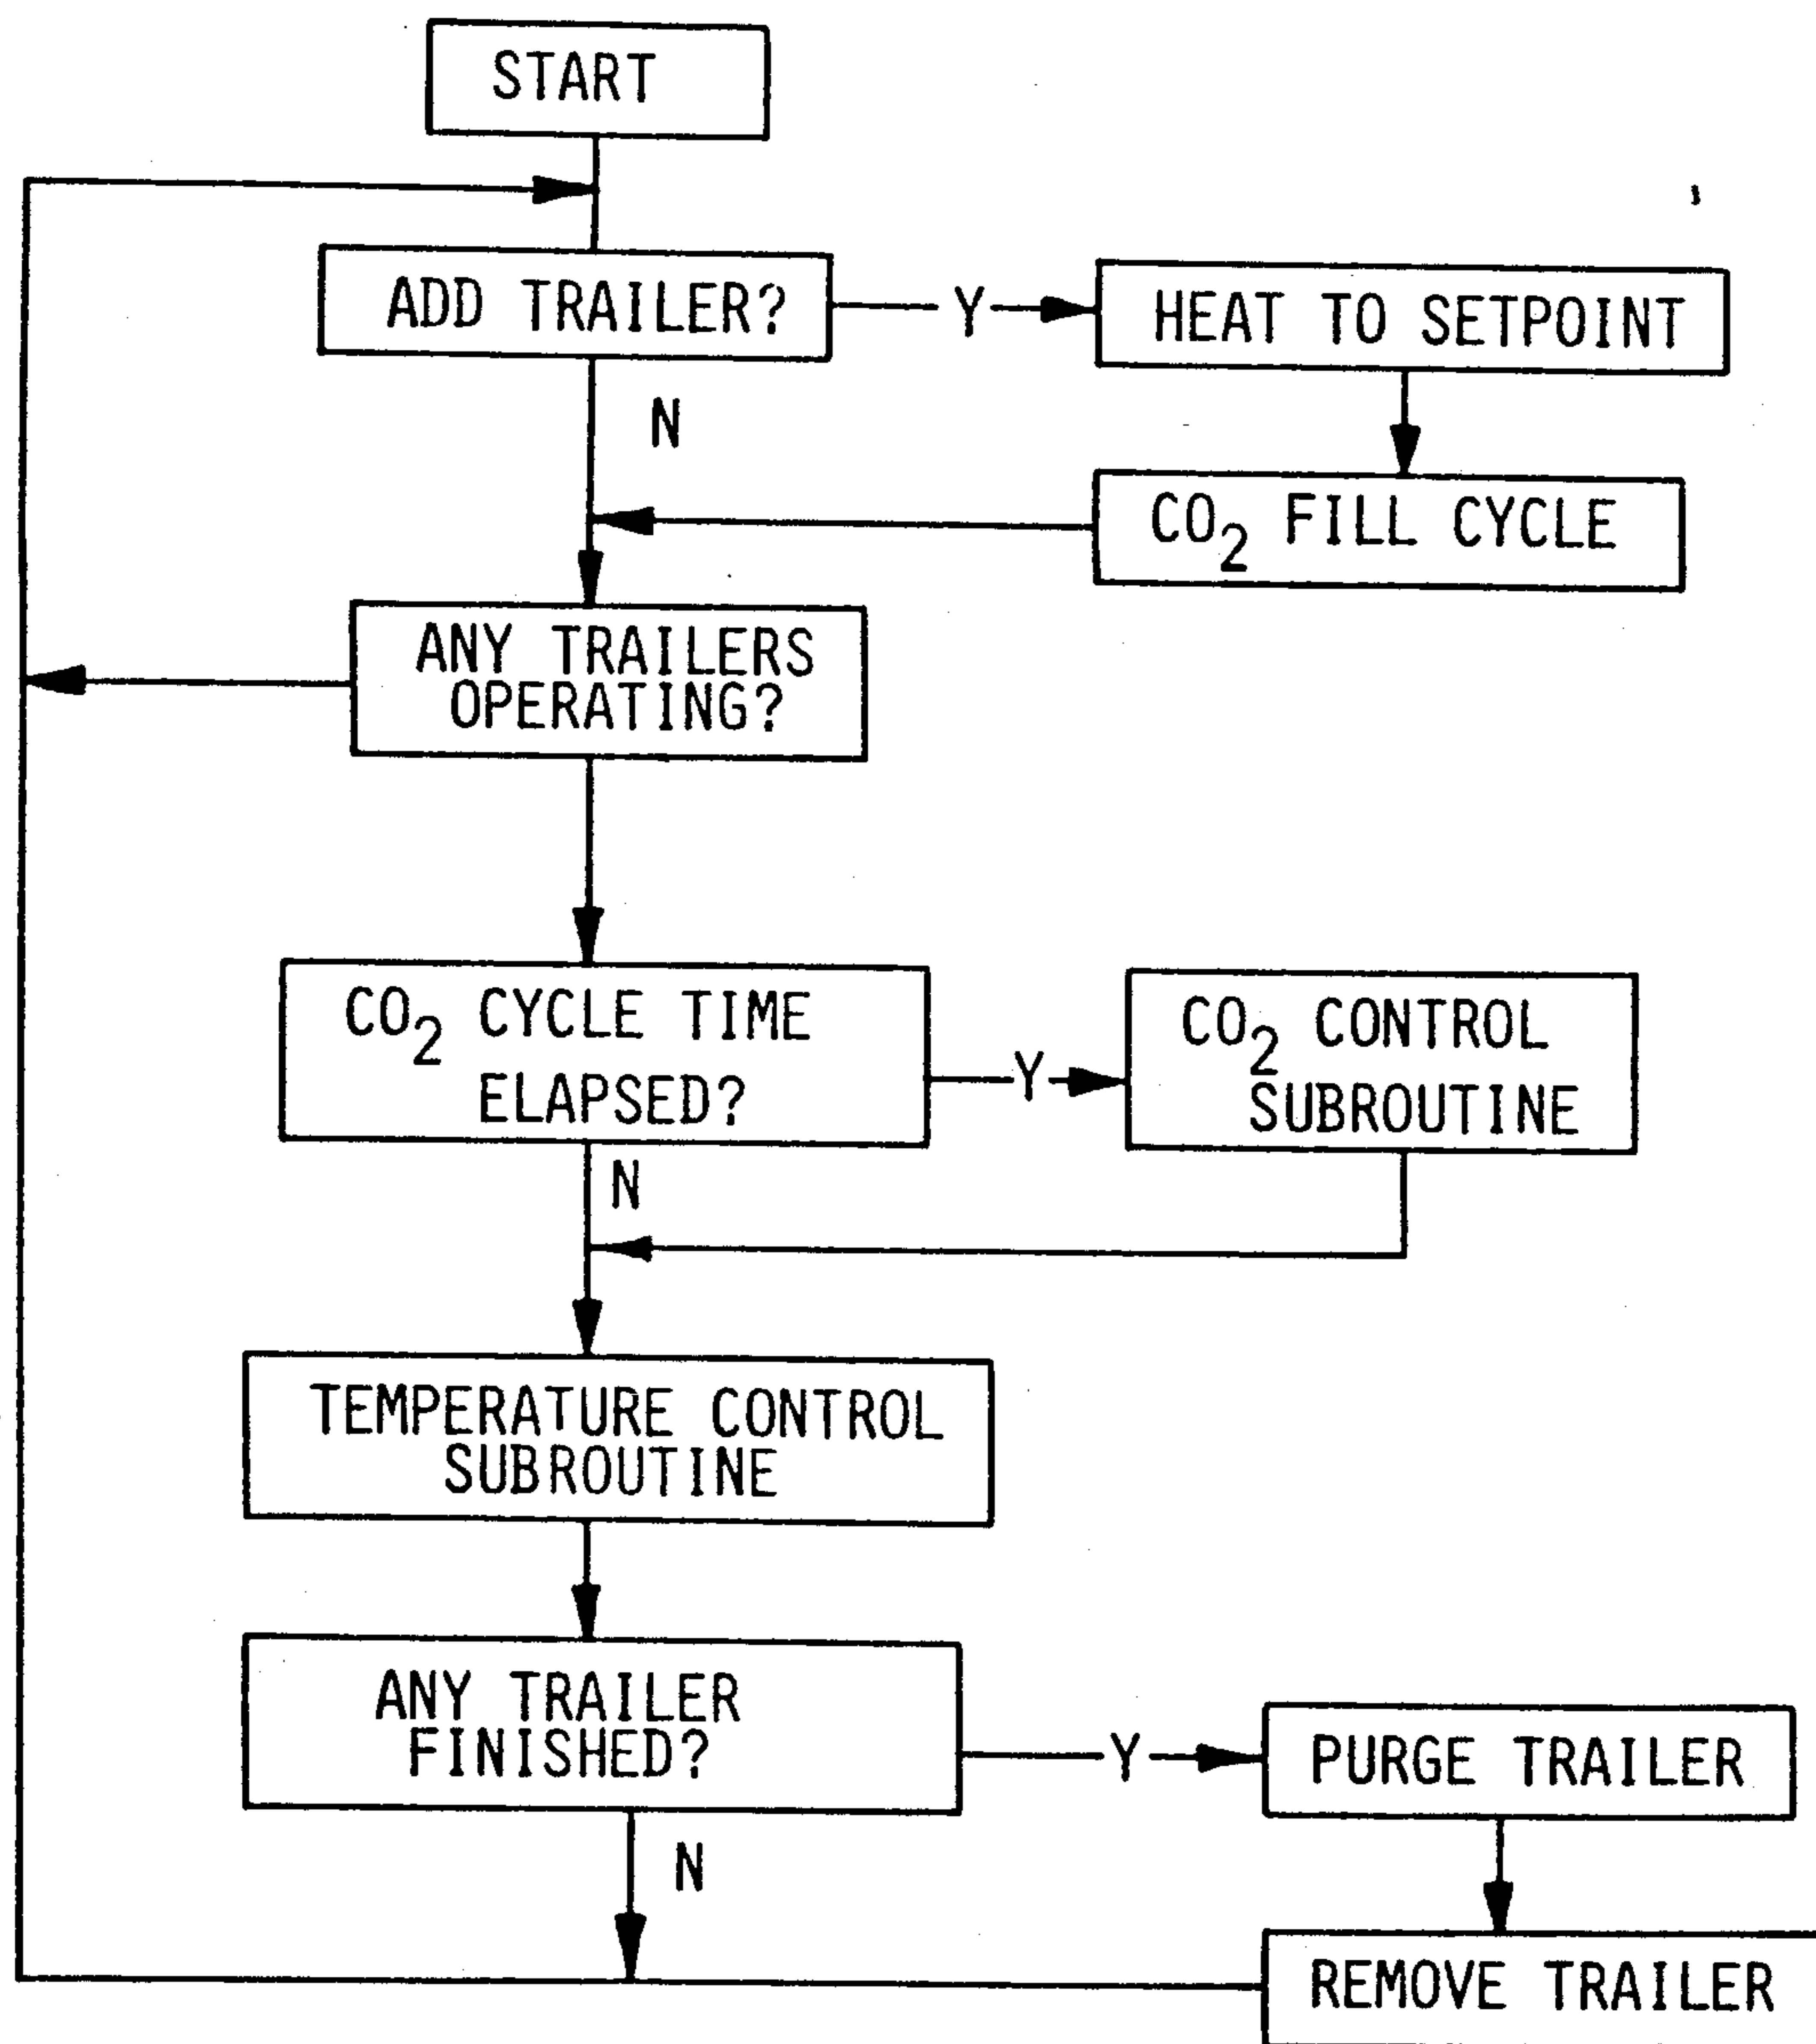 START
ADD TRAILER?
Y
HEAT TO SETPOINT
N
CO2 FILL CYCLE
ANY TRAILERS
OPERATING?
CO2 CYCLE TIME
ELAPSED?
Y
CO2 CONTROL
SUBROUTINE
N
TEMPERATURE CONTROL
SUBROUTINE
ANY TRAILER
FINISHED?
Y
PURGE TRAILER
N
REMOVE TRAILER